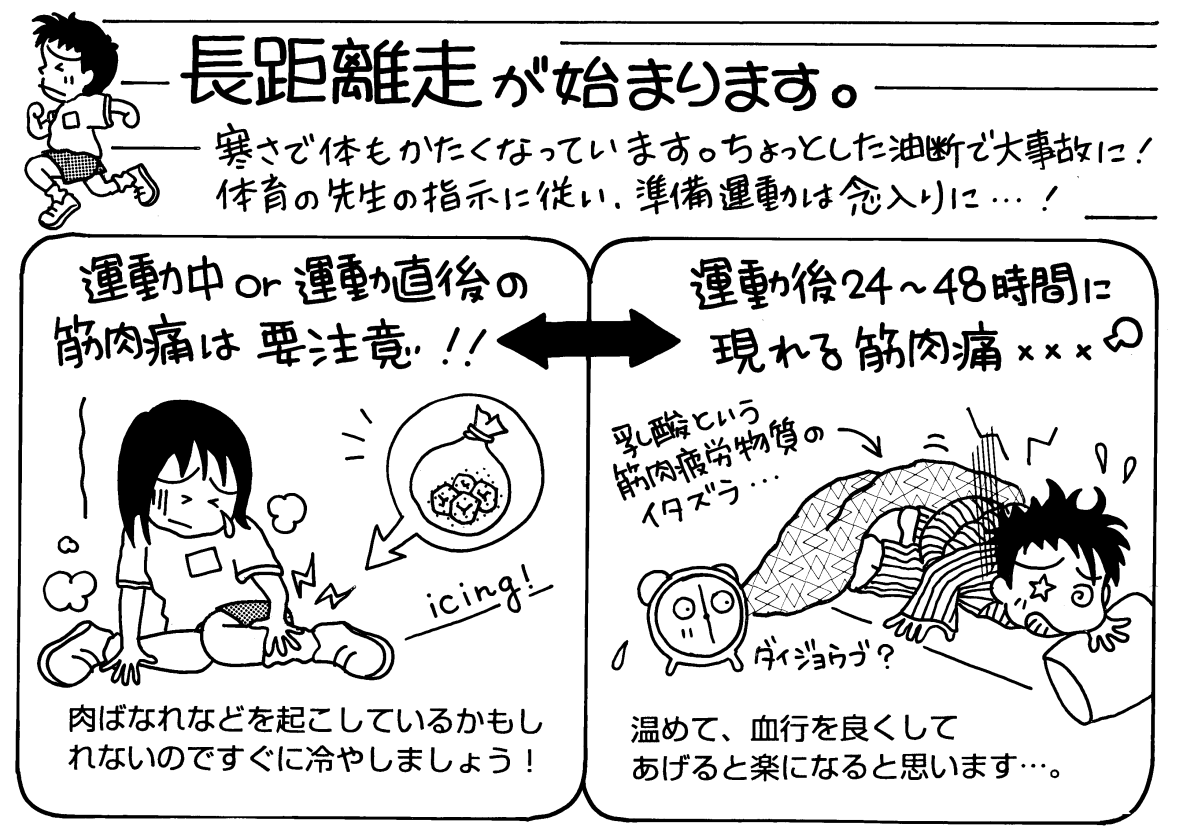 長距離走が始まります。
寒さで体もかたくなっています。ちょっとした油断で大事故に！
体育の先生の指示に従い、準備運動は念入りに…！
運動中or運動直後の
筋肉痛は要注意!!
icing!
肉ばなれなどを起こしているかもし
れないのですぐに冷やしましょう！
運動後24～48時間に
現れる筋肉痛×××
乳酸という
筋肉疲労物質の
イタズラ…
ダイジョウブ？
温めて、血行を良くして
あげると楽になると思います…。